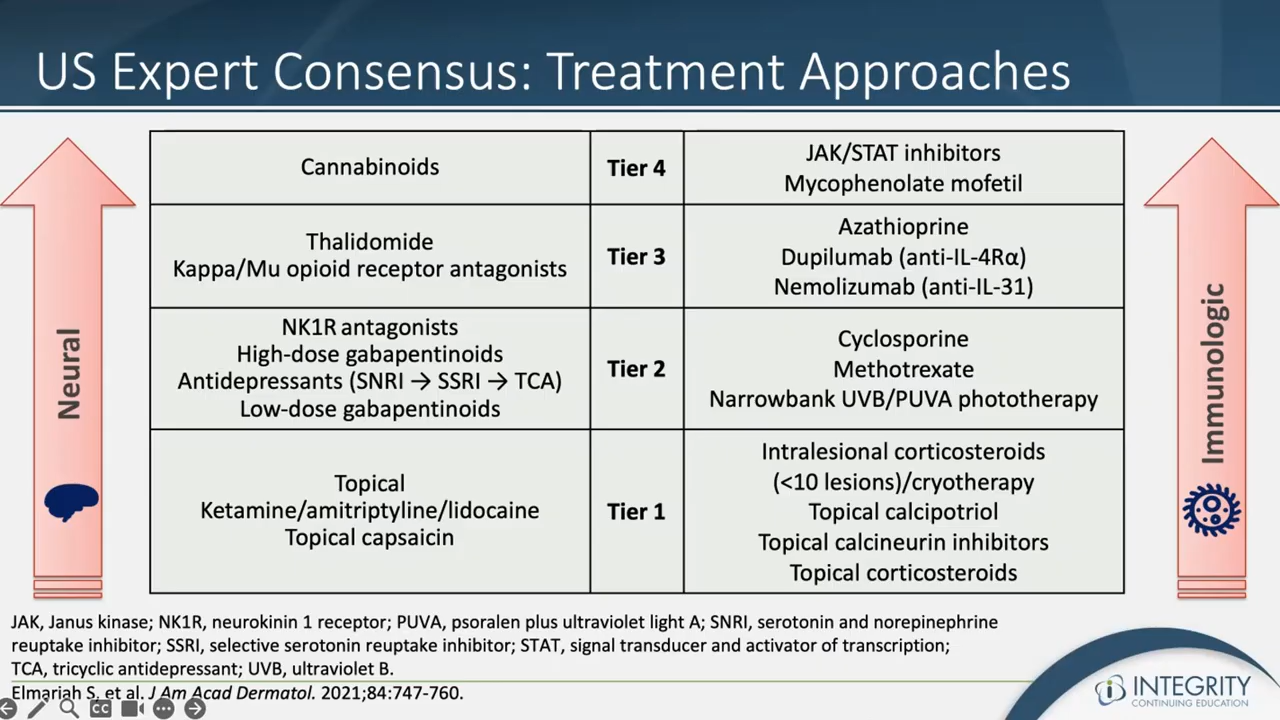 US Expert Consensus: Treatment Approaches
Neural
Cannabinoids
Tier 4
JAK/STAT inhibitors
Mycophenolate mofetil
Thalidomide
Kappa/Mu opioid receptor antagonists
Tier 3
Azathioprine
Dupilumab (anti-IL-4Rα)
Nemolizumab (anti-IL-31)
NK1R antagonists
High-dose gabapentinoids
Antidepressants (SNRI → SSRI → TCA)
Low-dose gabapentinoids
Tier 2
Cyclosporine
Methotrexate
Narrowbank UVB/PUVA phototherapy
Topical
Ketamine/amitriptyline/lidocaine
Topical capsaicin
Tier 1
Intralesional corticosteroids
(<10 lesions)/cryotherapy
Topical calcipotriol
Topical calcineurin inhibitors
Topical corticosteroids
Immunologic
JAK, Janus kinase; NK1R, neurokinin 1 receptor; PUVA, psoralen plus ultraviolet light A; SNRI, serotonin and norepinephrine
reuptake inhibitor; SSRI, selective serotonin reuptake inhibitor; STAT, signal transducer and activator of transcription;
TCA, tricyclic antidepressant; UVB, ultraviolet B.
Elmariah S, et al. J Am Acad Dermatol. 2021;84:747-760.
CC
INTEGRITY
CONTINUING EDUCATION